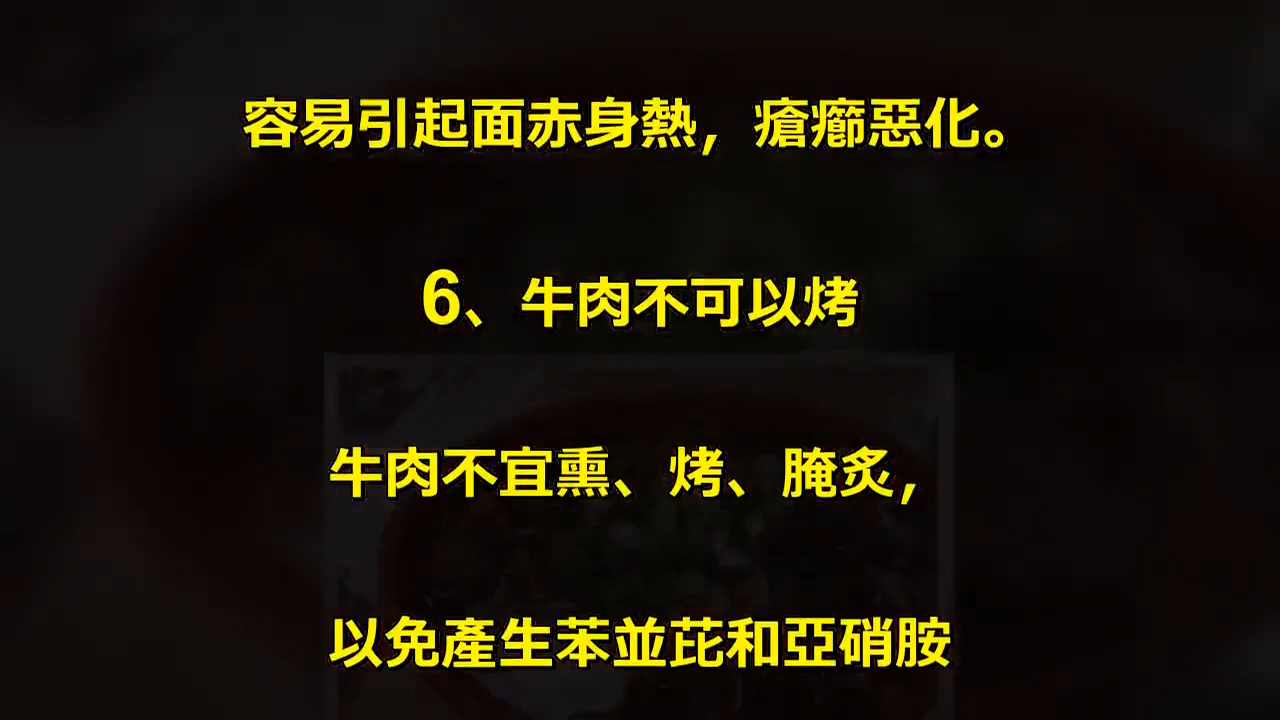 容易引起面赤身熱，瘡癤惡化。
6、牛肉不可以烤
牛肉不宜熏、烤、腌炙，
以免產生苯並芘和亞硝胺